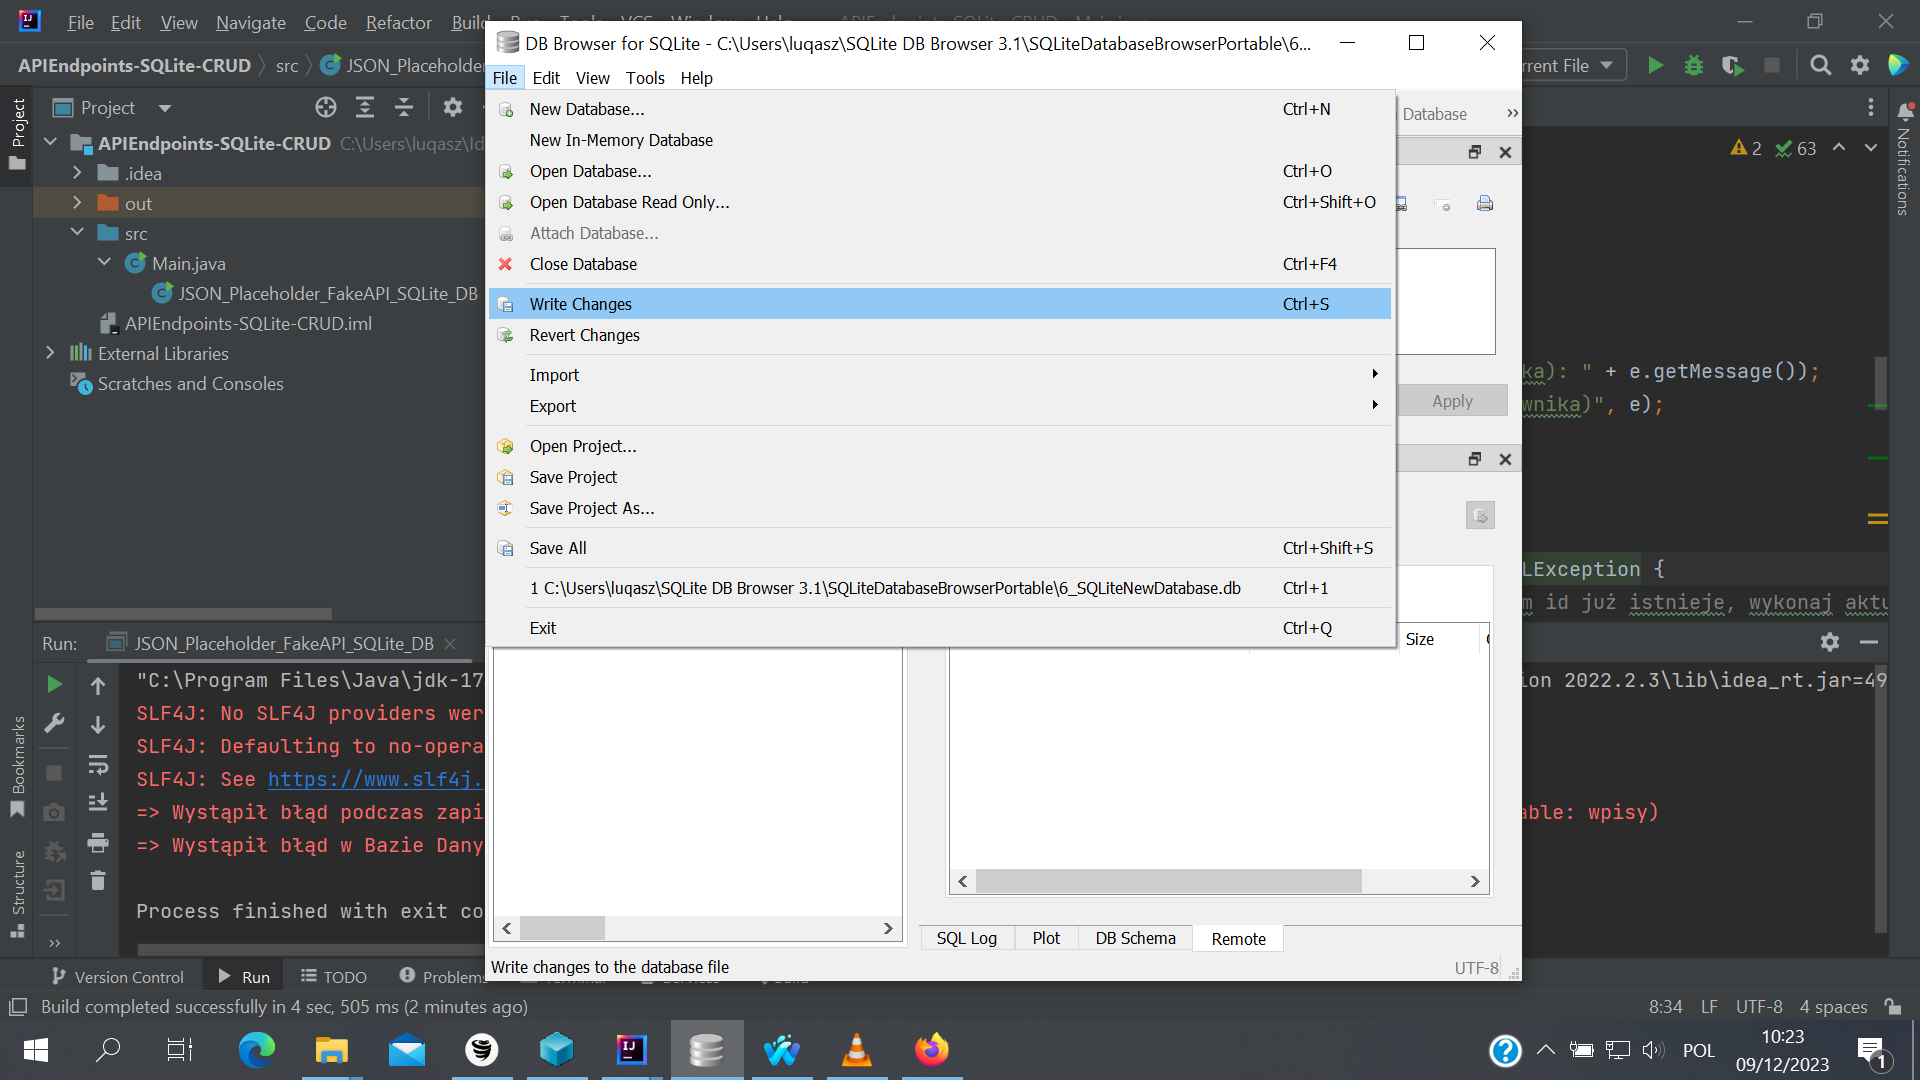 File Edit View Navigate Code Refactor Build
APIEndpoints-SQLite-CRUD src JSON_Placeholder
rrent File
Project
APIEndpoints-SQLite-CRUD C:\Users\luqasz\Id
.idea
out
src
Main.java
JSON_Placeholder_FakeAPI_SQLite_DB
APIEndpoints-SQLite-CRUD.iml
External Libraries
Scratches and Consoles
Project
Bookmarks
Structure
Notifications
2 63
DB Browser for SQLite - C:\Users\luqasz\SQLite DB Browser 3.1\SQLiteDatabaseBrowserPortable\6...
File Edit View Tools Help
New Database... Ctrl+N
New In-Memory Database
Open Database... Ctrl+O
Open Database Read Only... Ctrl+Shift+O
Attach Database...
Close Database Ctrl+F4
Write Changes Ctrl+S
Revert Changes
Import
Export
Open Project...
Save Project
Save Project As...
Save All Ctrl+Shift+S
1 C:\Users\luqasz\SQLite DB Browser 3.1\SQLiteDatabaseBrowserPortable\6_SQLiteNewDatabase.db Ctrl+1
Exit Ctrl+Q
Database »
Apply
Size
SQL Log Plot DB Schema Remote
Write changes to the database file UTF-8
ka): " + e.getMessage());
wnika)", e);
LException {
m id już istnieje, wykonaj aktu
Run: JSON_Placeholder_FakeAPI_SQLite_DB
"C:\Program Files\Java\jdk-17
ion 2022.2.3\lib\idea_rt.jar=49
SLF4J: No SLF4J providers wer
SLF4J: Defaulting to no-opera
SLF4J: See https://www.slf4j.
=> Wystąpił błąd podczas zapi
able: wpisy)
=> Wystąpił błąd w Bazie Dany
Process finished with exit co
»
Version Control Run TODO Problems
Build completed successfully in 4 sec, 505 ms (2 minutes ago)
8:34 LF UTF-8 4 spaces
POL
10:23
09/12/2023
1